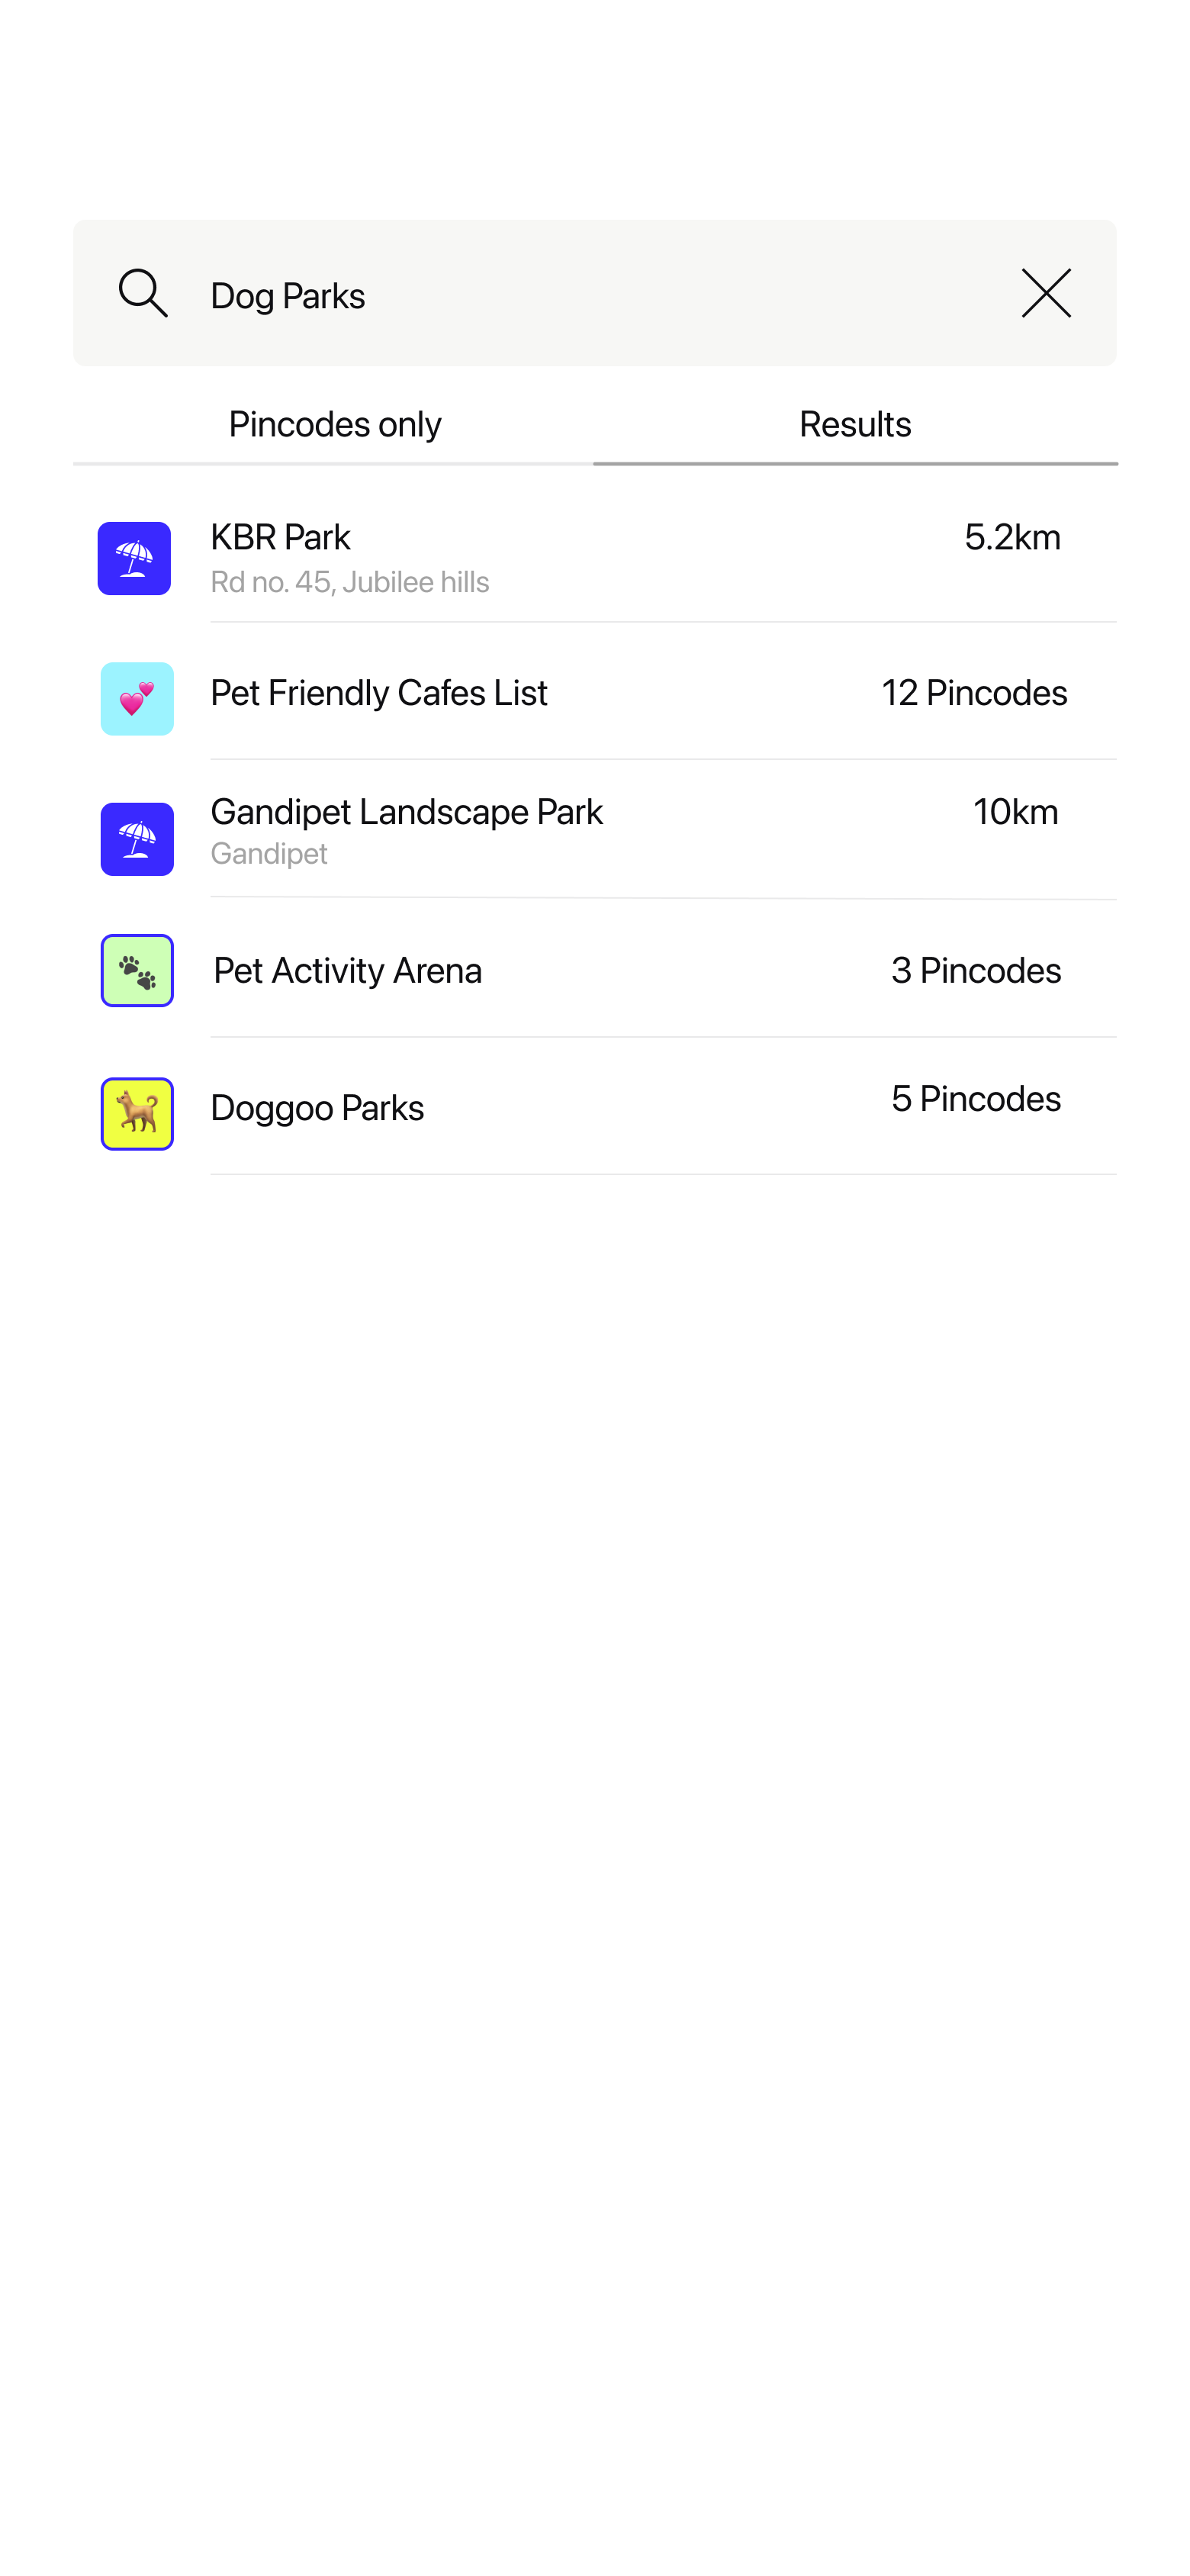 Dog Parks
Pincodes only
Results
KBR Park
5.2km
Rd no. 45, Jubilee hills
Pet Friendly Cafes List
12 Pincodes
Gandipet Landscape Park
10km
Gandipet
Pet Activity Arena
3 Pincodes
Doggoo Parks
5 Pincodes